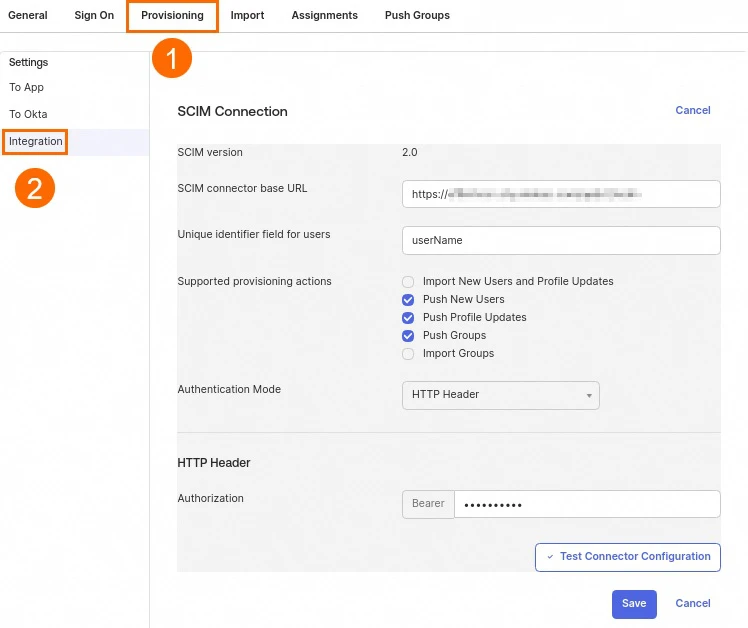 General Sign On Provisioning Import Assignments Push Groups
1
Settings
To App
To Okta
Integration
2
SCIM Connection Cancel
SCIM version 2.0
SCIM connector base URL https://
Unique identifier field for users userName
Supported provisioning actions Import New Users and Profile Updates
Push New Users
Push Profile Updates
Push Groups
Import Groups
Authentication Mode HTTP Header
HTTP Header
Authorization Bearer ••••••••••
Test Connector Configuration
Save Cancel